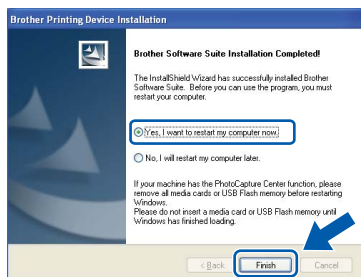 Brother Printing Device Installation
Brother Software Suite Installation Completed!
The InstallShield Wizard has successfully installed Brother
Software Suite. Before you can use the program, you must
restart your computer.
Yes, I want to restart my computer now.
No, I will restart my computer later.
If your machine has the PhotoCapture Center function, please
remove all media cards or USB Flash memory before restarting
Windows.
Please do not insert a media card or USB Flash memory until
Windows has finished loading.
< Back
Finish
Cancel